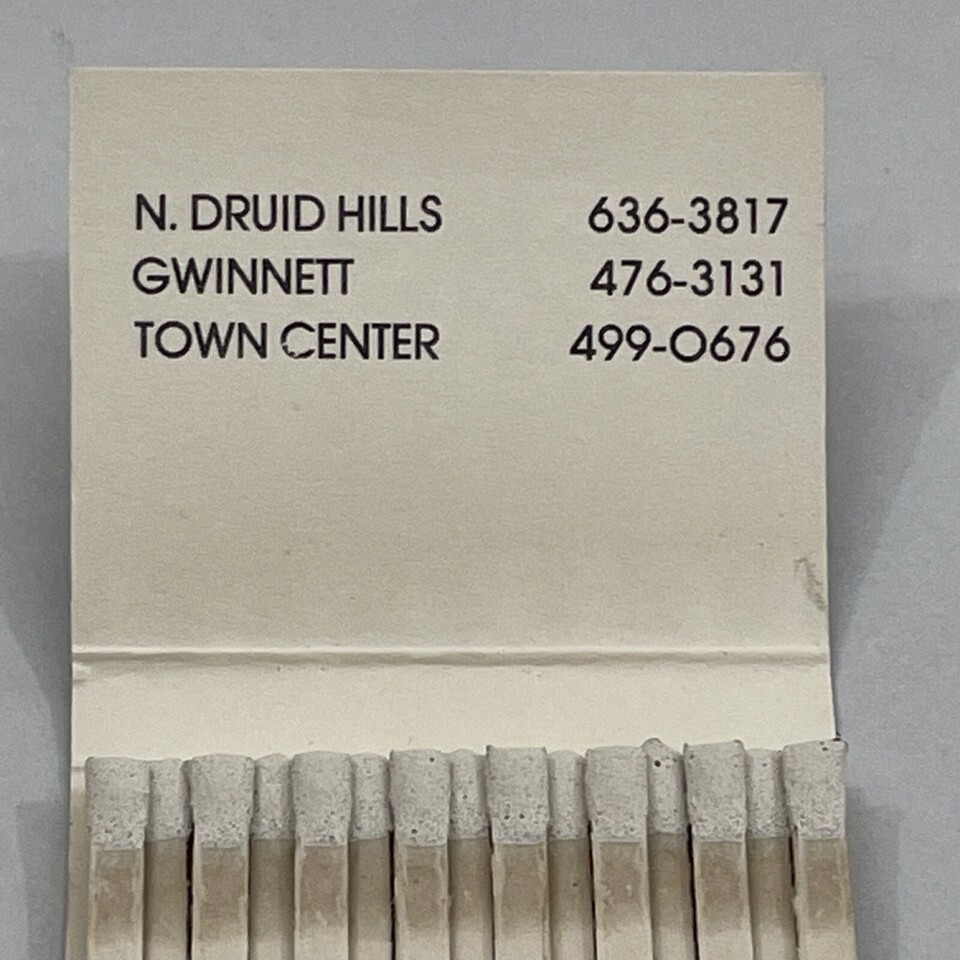 N. DRUID HILLS 636-3817
GWINNETT 476-3131
TOWN CENTER 499-0676